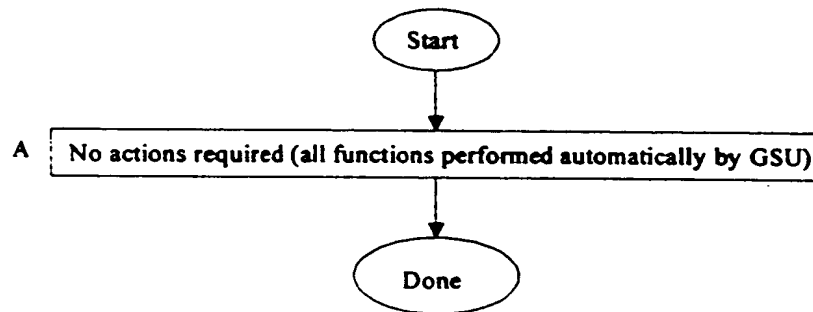 Start
A No actions required (all functions performed automatically by GSU)
Done